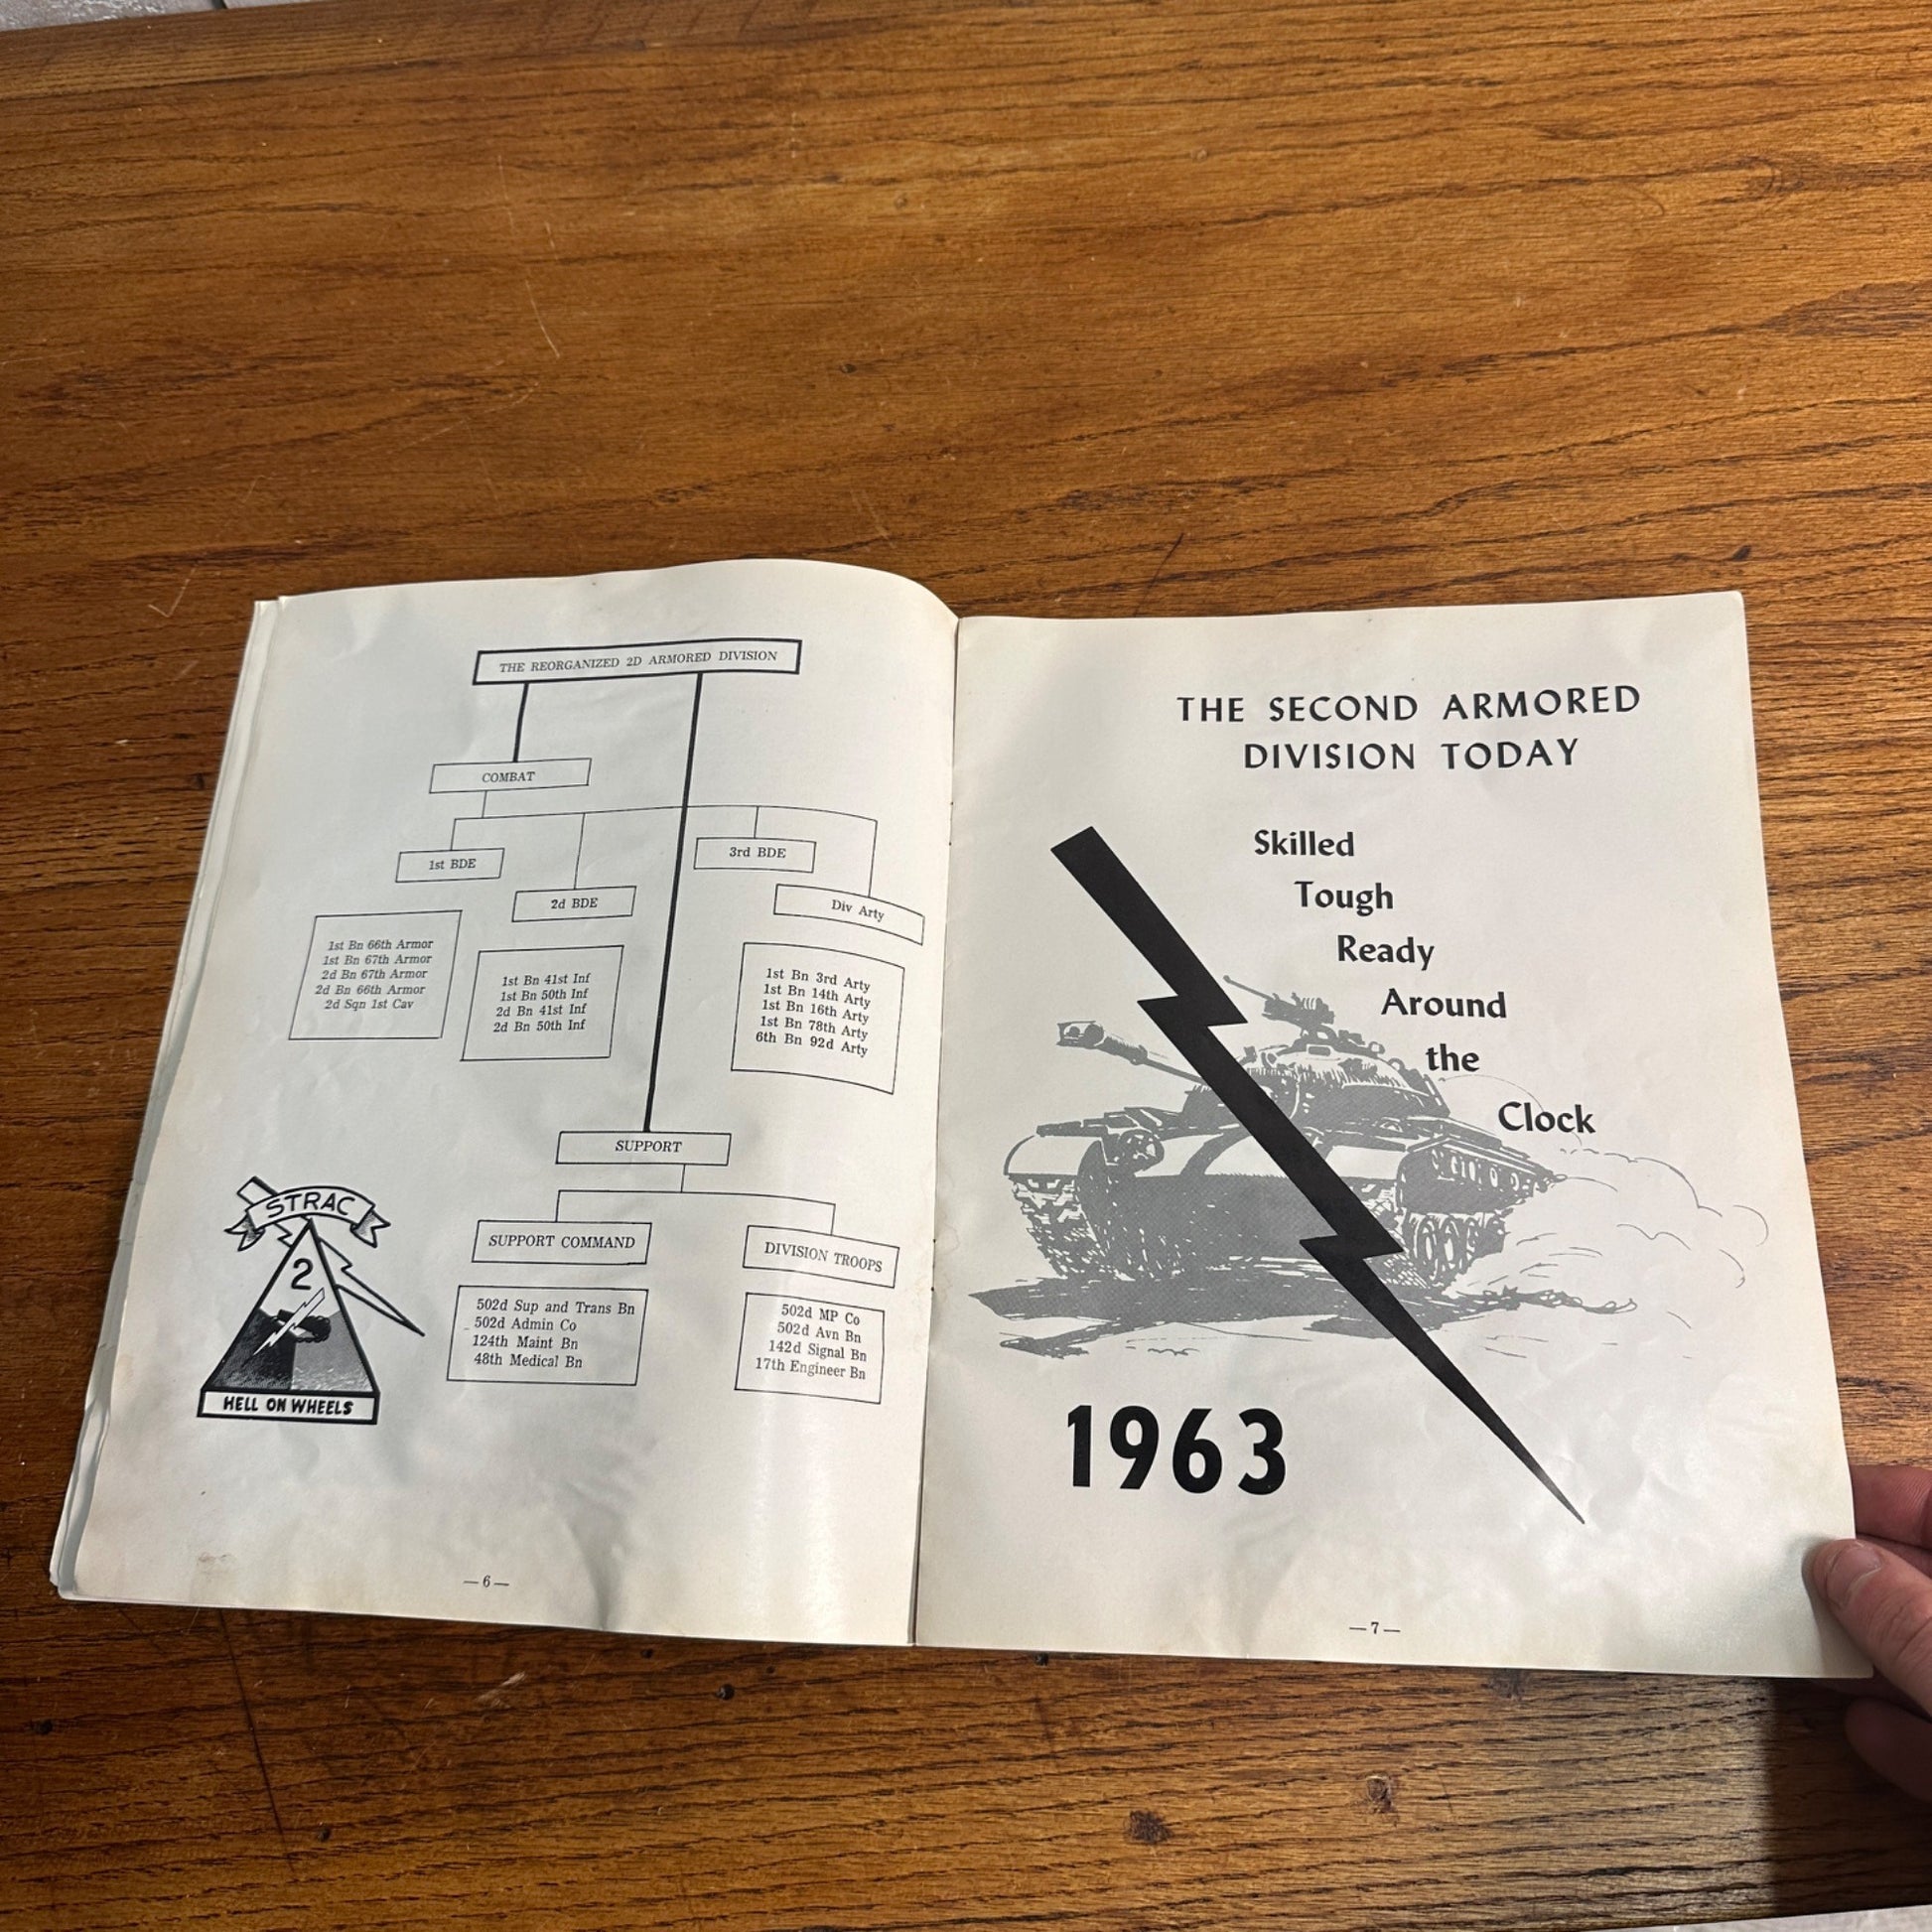 THE REORGANIZED 2D ARMORED DIVISION
COMBAT
1st BDE
2d BDE
3rd BDE
Div Arty
1st Bn 66th Armor
1st Bn 67th Armor
2d Bn 67th Armor
2d Bn 66th Armor
2d Sqn 1st Cav
1st Bn 41st Inf
1st Bn 50th Inf
2d Bn 41st Inf
2d Bn 50th Inf
1st Bn 3rd Arty
1st Bn 14th Arty
1st Bn 16th Arty
1st Bn 78th Arty
6th Bn 92d Arty
SUPPORT
SUPPORT COMMAND
DIVISION TROOPS
502d Sup and Trans Bn
502d Admin Co
124th Maint Bn
48th Medical Bn
502d MP Co
502d Avn Bn
142d Signal Bn
17th Engineer Bn
STRAC
2
HELL ON WHEELS
— 6 —
THE SECOND ARMORED
DIVISION TODAY
Skilled
Tough
Ready
Around
the
Clock
1963
— 7 —